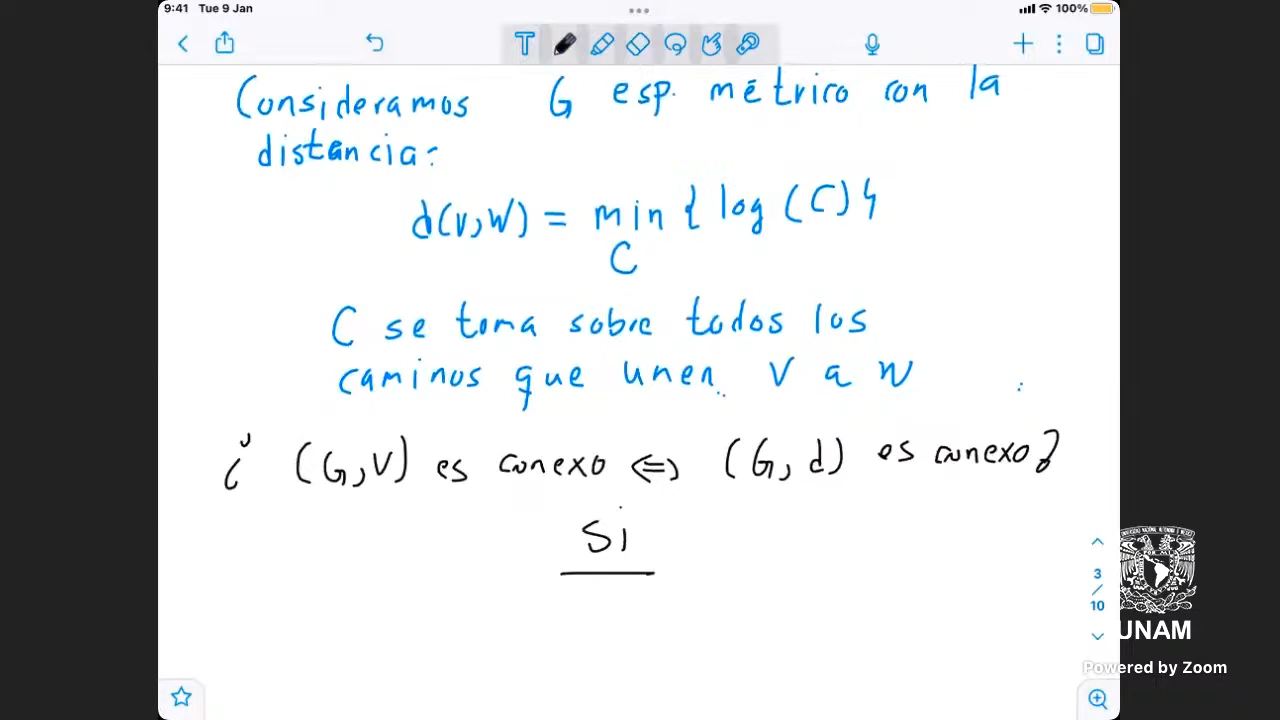 9:41 Tue 9 Jan
100%
Consideramos G esp. métrico con la
distancia:
d(v,w) = min { log (C) }
C
C se toma sobre todos los
caminos que unen v a w
¿ (G,V) es conexo <=> (G,d) es conexo?
Si
3
/
10
UNAM
Powered by Zoom